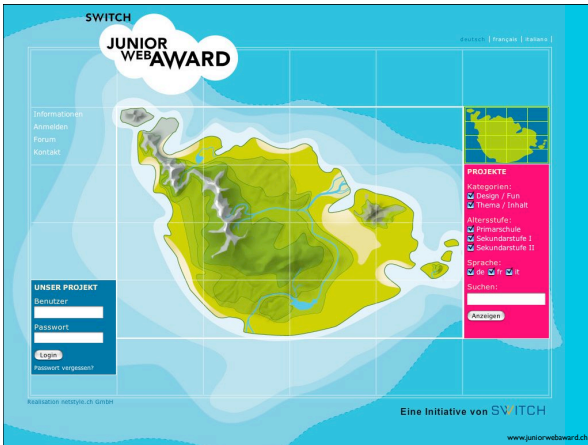 SWITCH
JUNIOR
WEB AWARD
deutsch | français | italiano |
Informationen
Anmelden
Forum
Kontakt
PROJEKTE
Kategorien:
Design / Fun
Thema / Inhalt
Altersstufe:
Primarschule
Sekundarstufe I
Sekundarstufe II
Sprache:
de fr it
Suchen:
Anzeigen
UNSER PROJEKT
Benutzer
Passwort
Login
Passwort vergessen?
Realisation netstyle.ch GmbH
Eine Initiative von SWITCH
www.juniorwebaward.ch